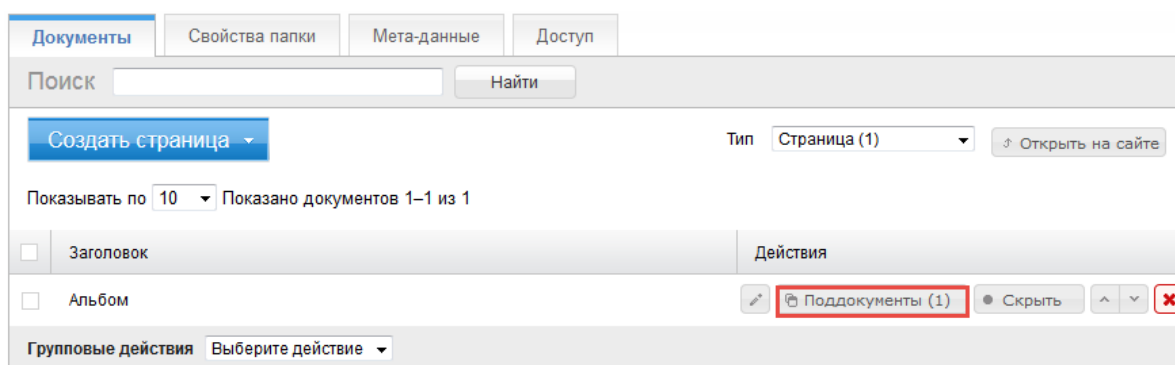 Документы Свойства папки Мета-данные Доступ
Поиск Найти
Создать страница Тип Страница (1) Открыть на сайте
Показывать по 10 Показано документов 1–1 из 1
Заголовок Действия
Альбом Поддокументы (1) Скрыть
Групповые действия Выберите действие